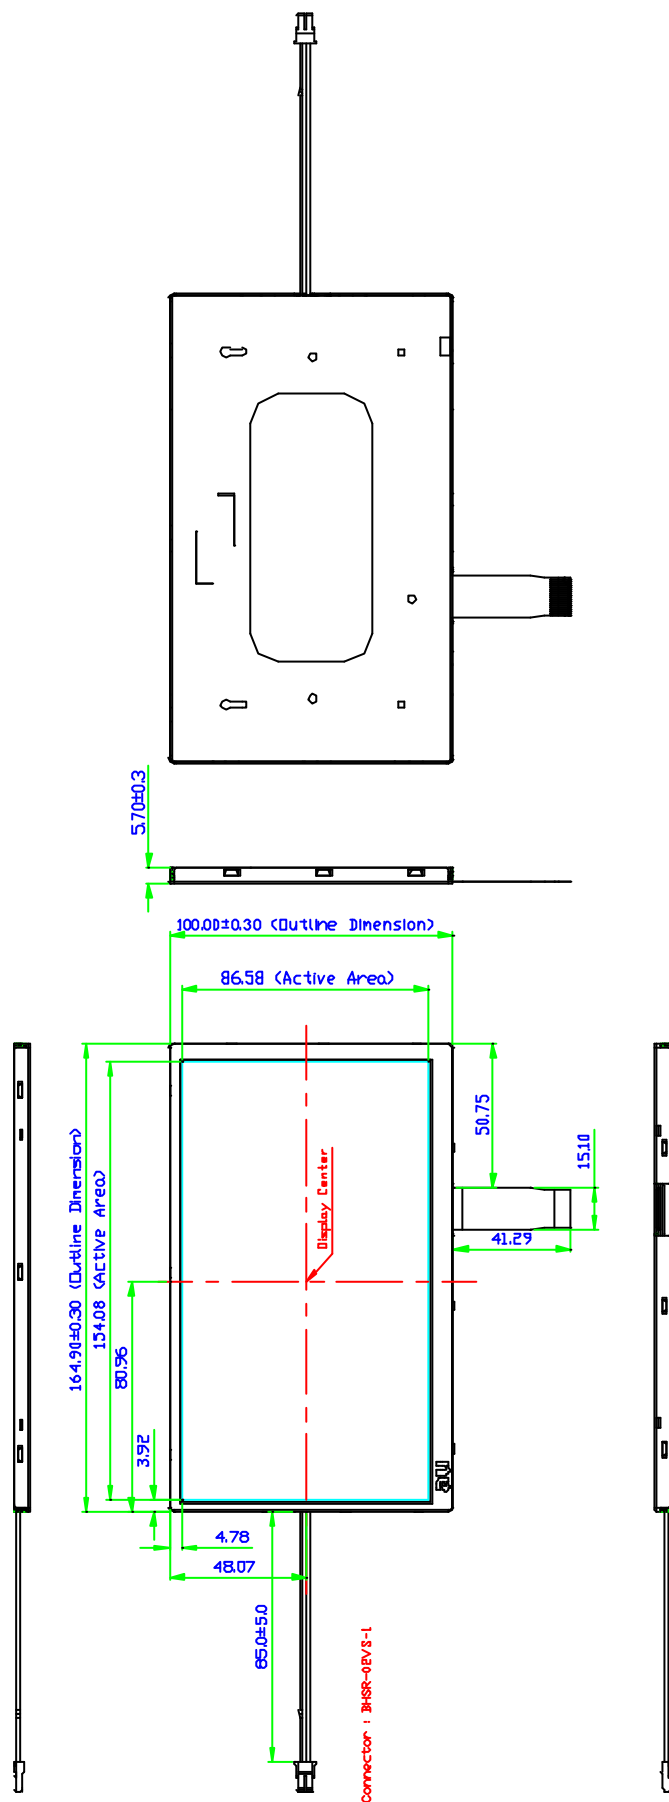 5.70±0.3
100.00±0.30 (Outline Dimension)
86.58 (Active Area)
50.75
15.10
41.29
Display Center
164.90±0.30 (Outline Dimension)
154.08 (Active Area)
80.96
3.92
4.78
48.07
85.0±5.0
Connector : BHSR-02VS-1